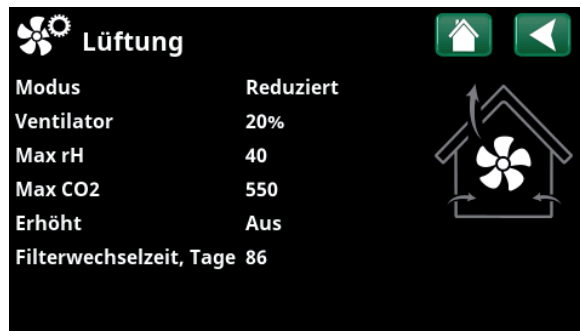 Lüftung
Modus Reduziert
Ventilator 20%
Max rH 40
Max CO2 550
Erhöht Aus
Filterwechselzeit, Tage 86